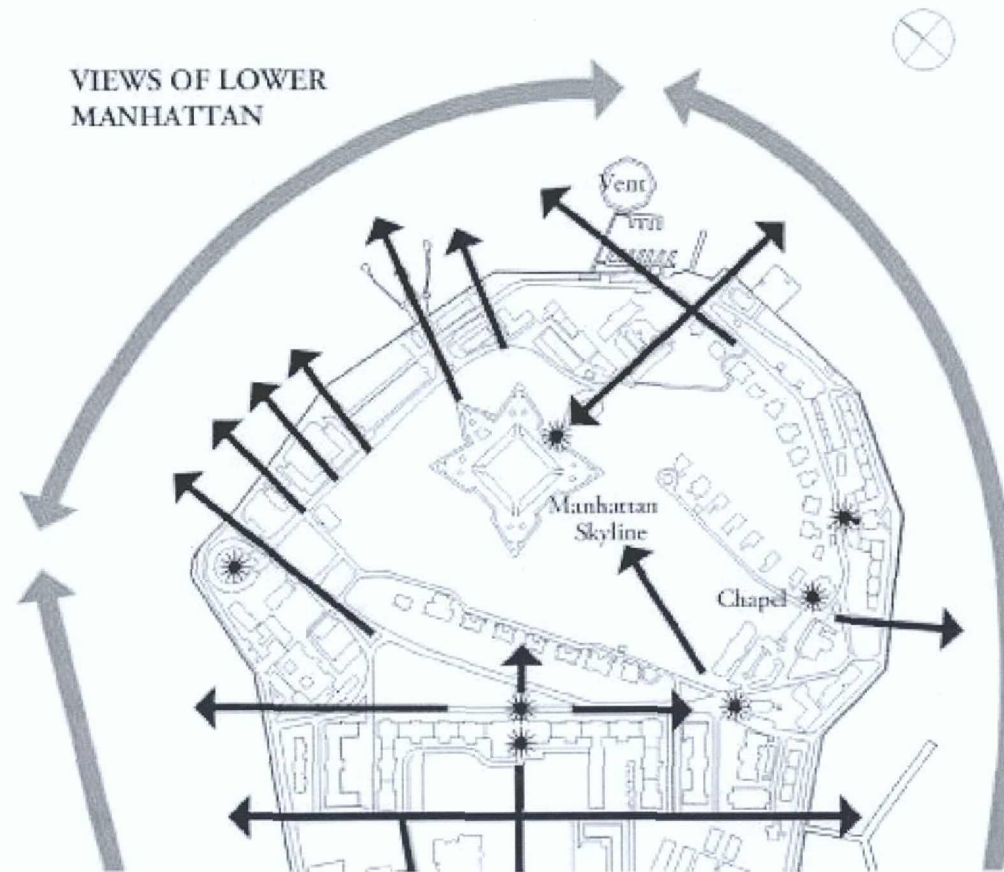 VIEWS OF LOWER
MANHATTAN
Vent
Manhattan
Skyline
Chapel